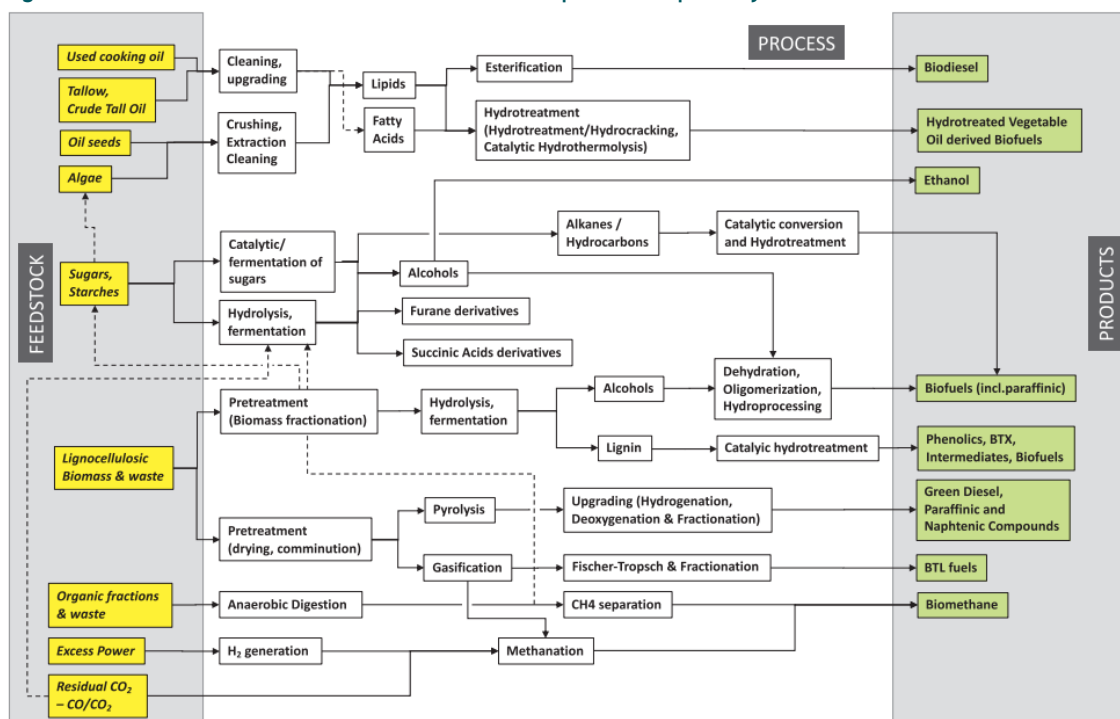 PROCESS
FEEDSTOCK
PRODUCTS
Used cooking oil
Tallow,
Crude Tall Oil
Oil seeds
Algae
Sugars,
Starches
Lignocellulosic
Biomass & waste
Organic fractions
& waste
Excess Power
Residual CO₂
– CO/CO₂
Cleaning,
upgrading
Crushing,
Extraction
Cleaning
Lipids
Fatty
Acids
Esterification
Hydrotreatment
(Hydrotreatment/Hydrocracking,
Catalytic Hydrothermolysis)
Catalytic/
fermentation of
sugars
Hydrolysis,
fermentation
Alcohols
Furane derivatives
Succinic Acids derivatives
Alkanes /
Hydrocarbons
Catalytic conversion
and Hydrotreatment
Pretreatment
(Biomass fractionation)
Hydrolysis,
fermentation
Alcohols
Lignin
Dehydration,
Oligomerization,
Hydroprocessing
Catalyic hydrotreatment
Pretreatment
(drying, comminution)
Pyrolysis
Gasification
Upgrading (Hydrogenation,
Deoxygenation & Fractionation)
Fischer-Tropsch & Fractionation
Anaerobic Digestion
CH4 separation
H₂ generation
Methanation
Biodiesel
Hydrotreated Vegetable
Oil derived Biofuels
Ethanol
Biofuels (incl.paraffinic)
Phenolics, BTX,
Intermediates, Biofuels
Green Diesel,
Paraffinic and
Naphtenic Compounds
BTL fuels
Biomethane